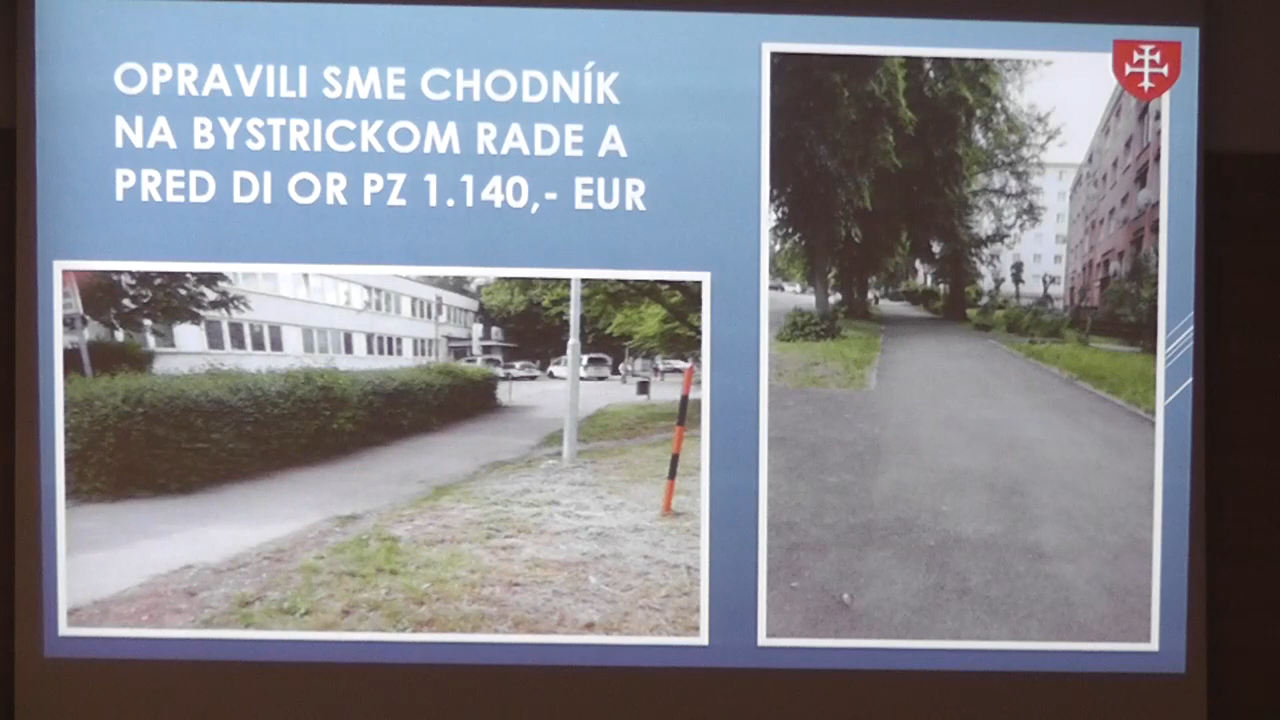 OPRAVILI SME CHODNÍK
NA BYSTRICKOM RADE A
PRED DI OR PZ 1.140,- EUR